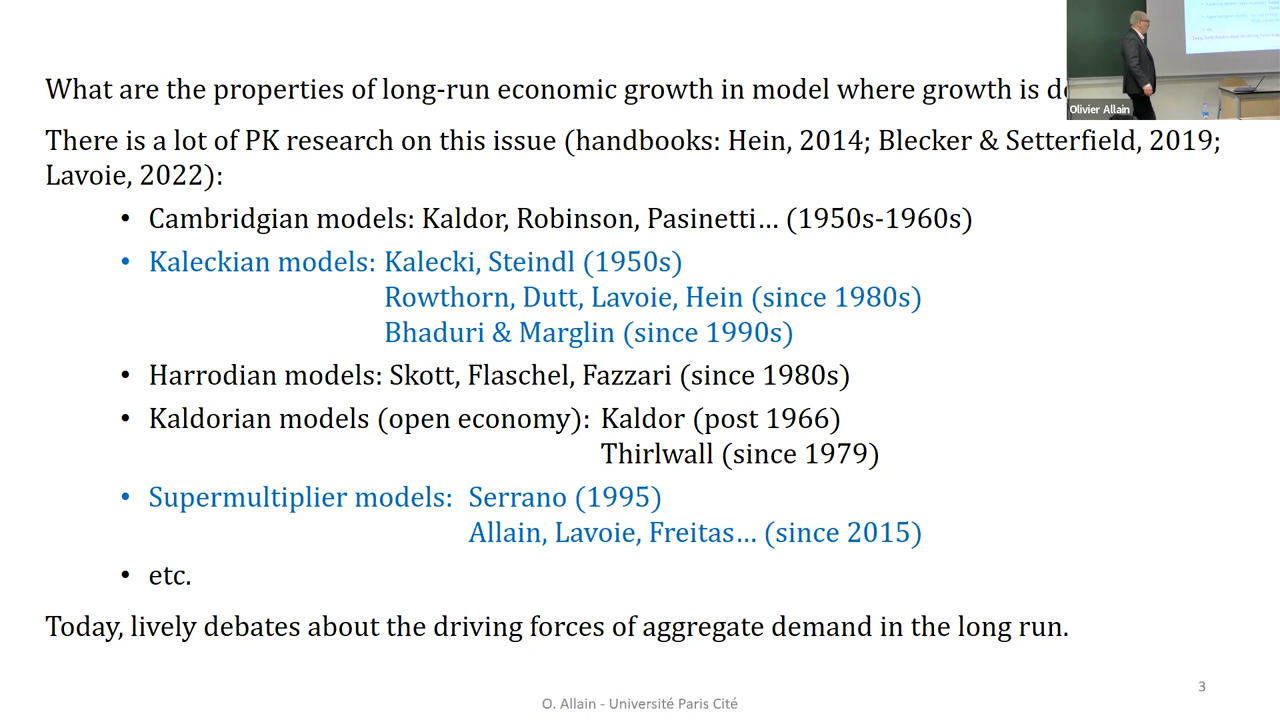 What are the properties of long-run economic growth in model where growth is
Olivier Allain
There is a lot of PK research on this issue (handbooks: Hein, 2014; Blecker & Setterfield, 2019;
Lavoie, 2022):
• Cambridgian models: Kaldor, Robinson, Pasinetti… (1950s-1960s)
• Kaleckian models: Kalecki, Steindl (1950s)
Rowthorn, Dutt, Lavoie, Hein (since 1980s)
Bhaduri & Marglin (since 1990s)
• Harrodian models: Skott, Flaschel, Fazzari (since 1980s)
• Kaldorian models (open economy): Kaldor (post 1966)
Thirlwall (since 1979)
• Supermultiplier models: Serrano (1995)
Allain, Lavoie, Freitas… (since 2015)
• etc.
Today, lively debates about the driving forces of aggregate demand in the long run.
3
O. Allain - Université Paris Cité